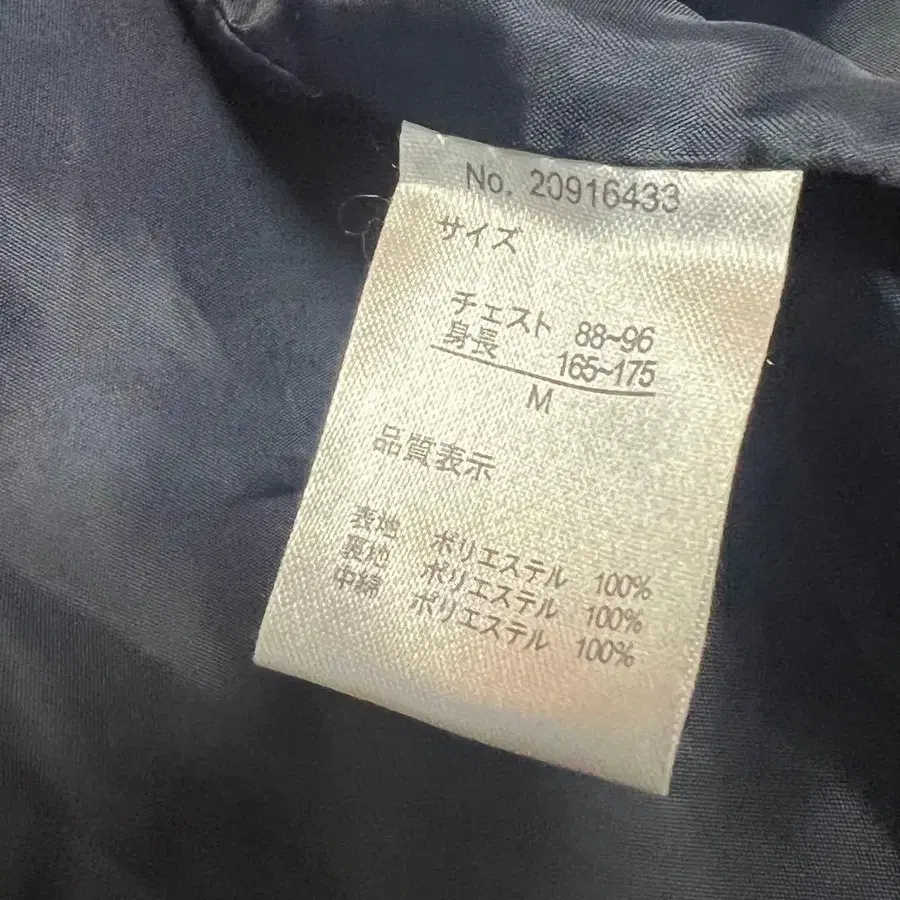 No. 20916433
サイズ
チェスト 88~96
身長 165~175
M
品質表示
表地 ポリエステル 100%
裏地 ポリエステル 100%
中綿 ポリエステル 100%